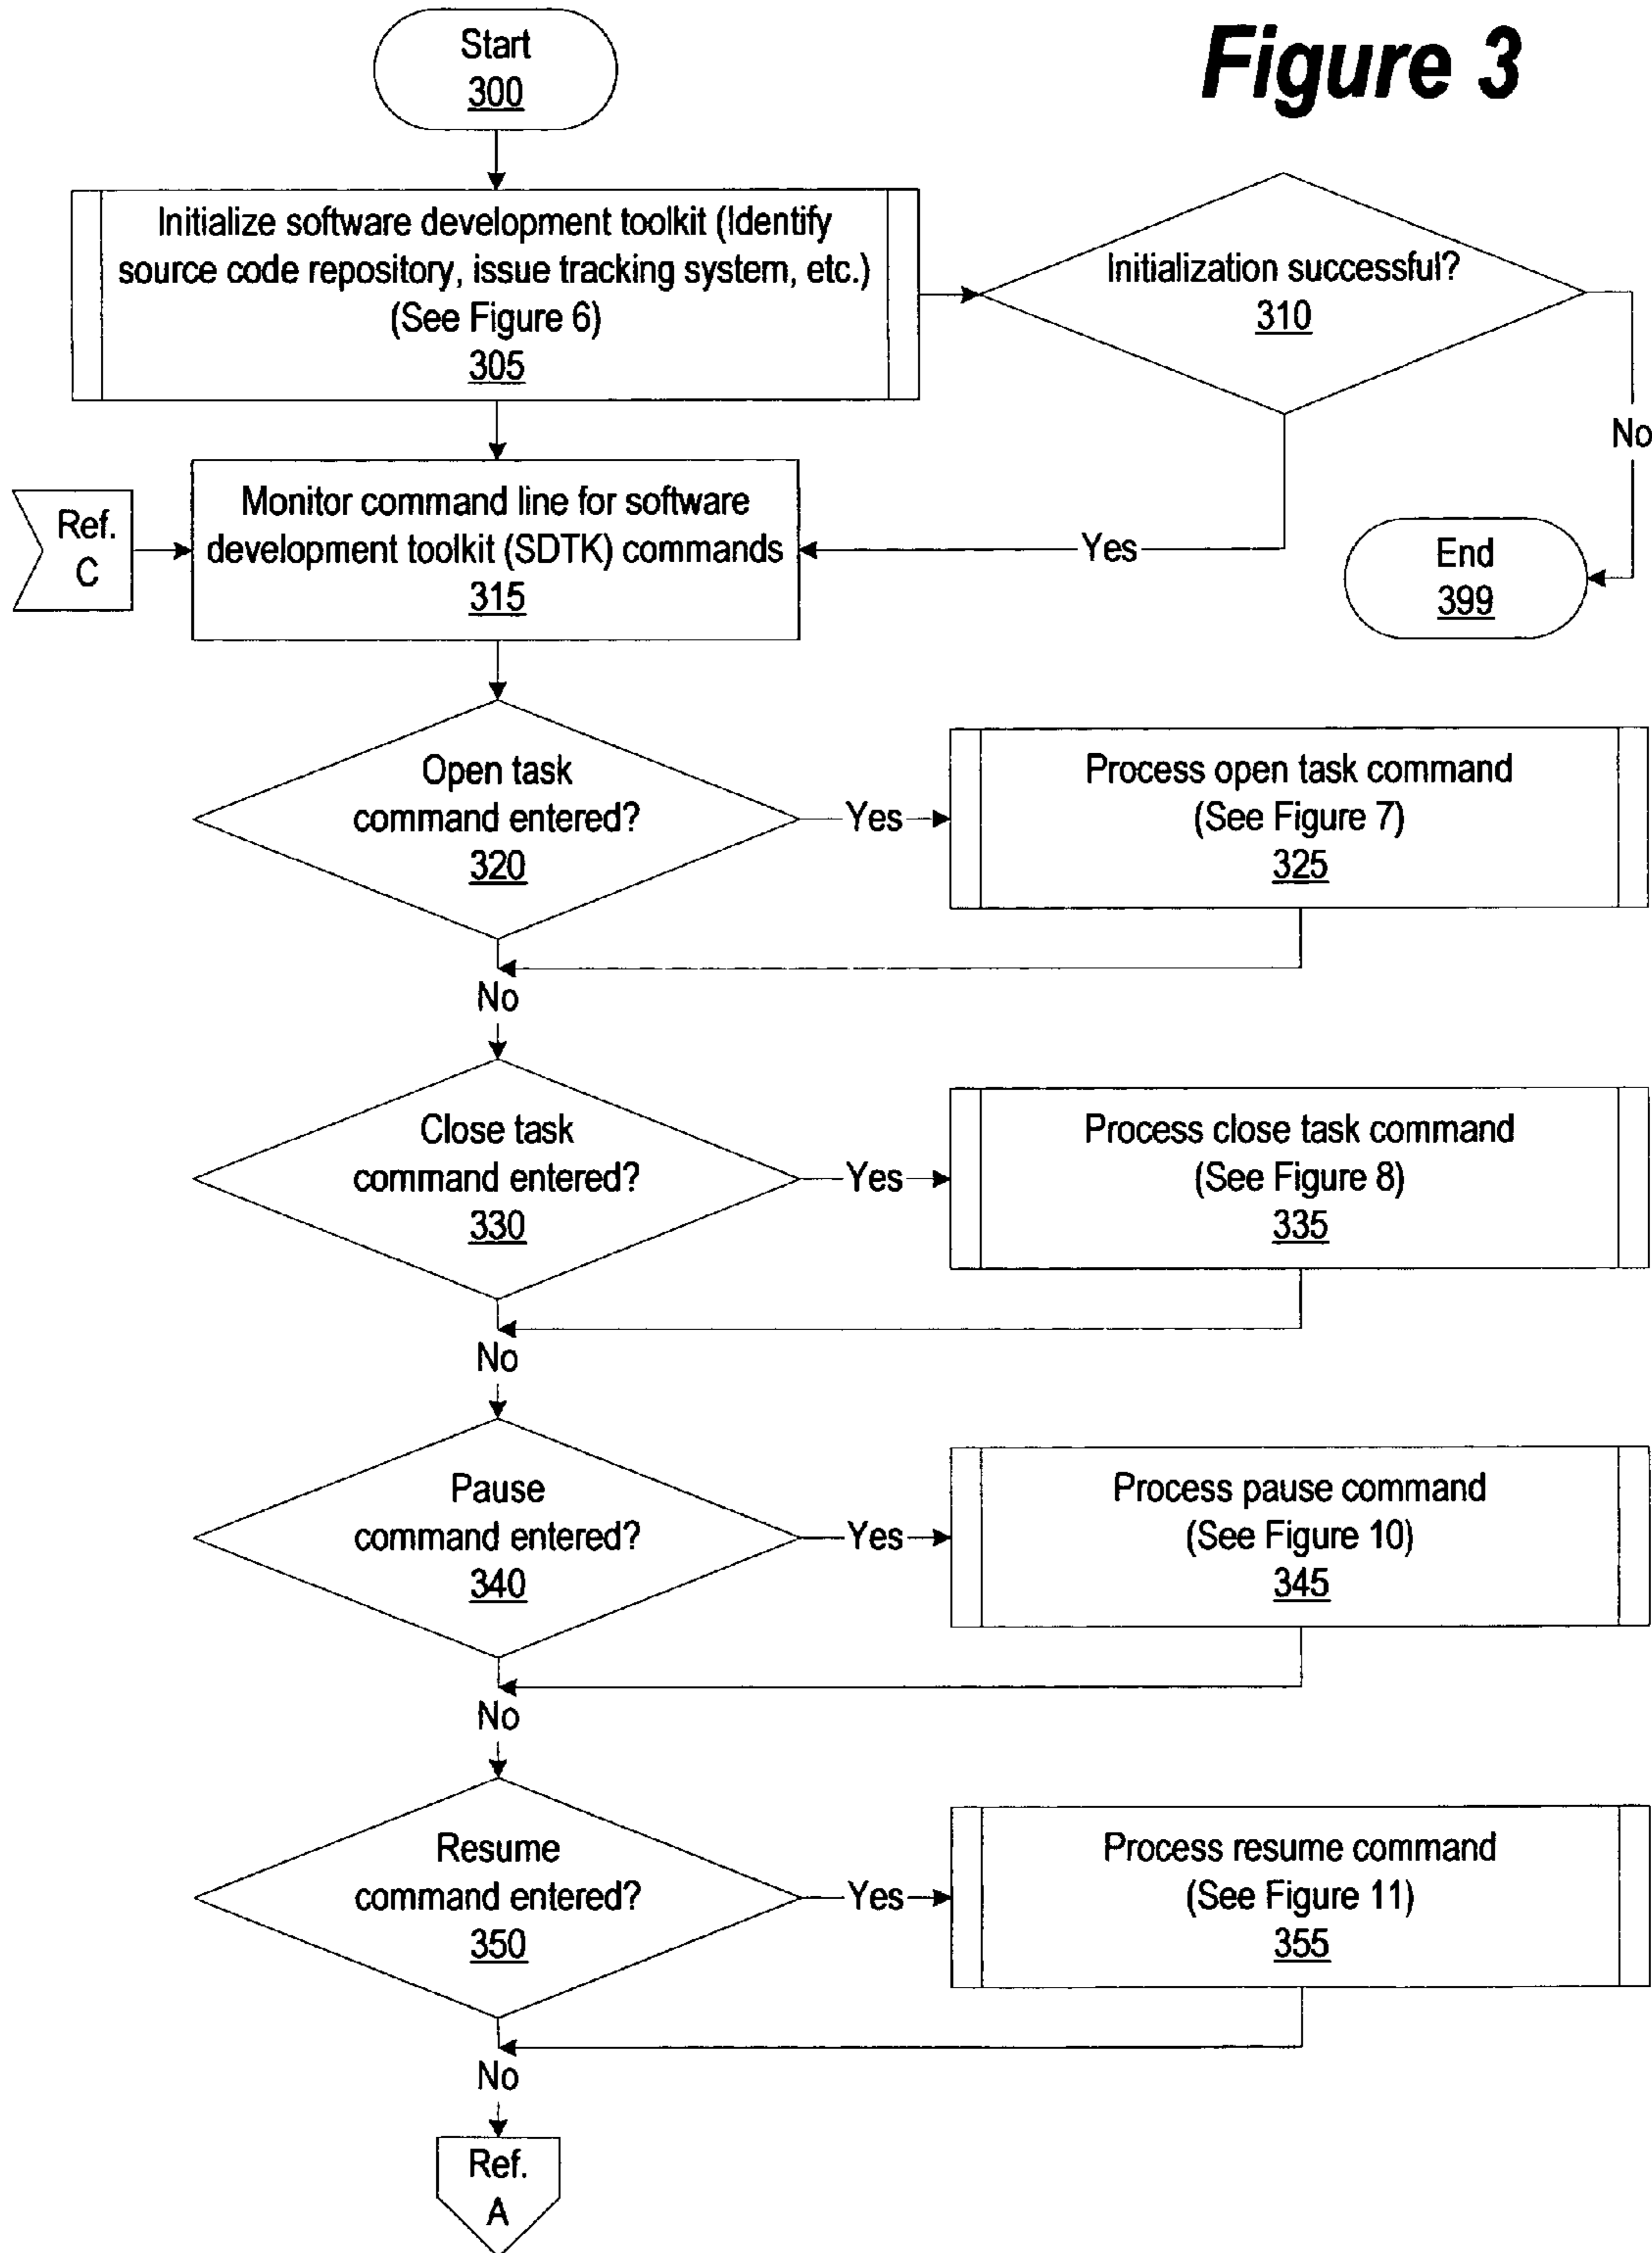 Figure 3
Start
300
Initialize software development toolkit (Identify
source code repository, issue tracking system, etc.)
(See Figure 6)
305
Initialization successful?
310
No
Ref.
C
Monitor command line for software
development toolkit (SDTK) commands
315
Yes
End
399
Open task
command entered?
320
Yes
Process open task command
(See Figure 7)
325
No
Close task
command entered?
330
Yes
Process close task command
(See Figure 8)
335
No
Pause
command entered?
340
Yes
Process pause command
(See Figure 10)
345
No
Resume
command entered?
350
Yes
Process resume command
(See Figure 11)
355
No
Ref.
A